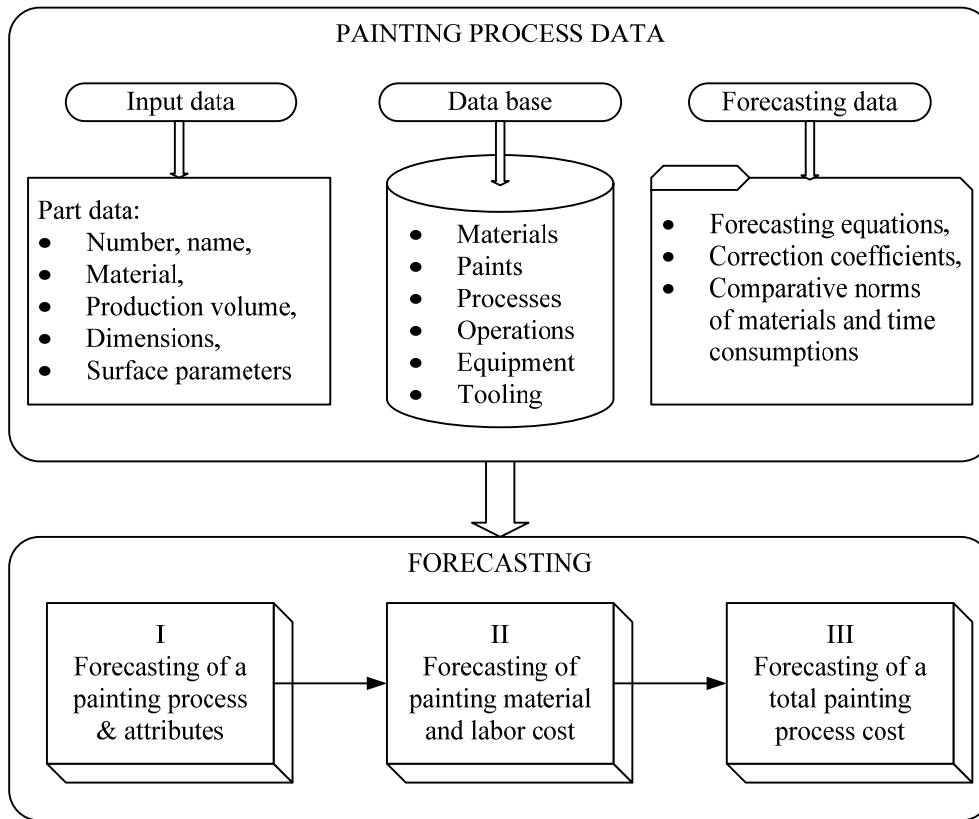 PAINTING PROCESS DATA
Input data
Part data:
● Number, name,
● Material,
● Production volume,
● Dimensions,
● Surface parameters
Data base
● Materials
● Paints
● Processes
● Operations
● Equipment
● Tooling
Forecasting data
● Forecasting equations,
● Correction coefficients,
● Comparative norms
of materials and time
consumptions
FORECASTING
I
Forecasting of a
painting process
& attributes
II
Forecasting of
painting material
and labor cost
III
Forecasting of a
total painting
process cost